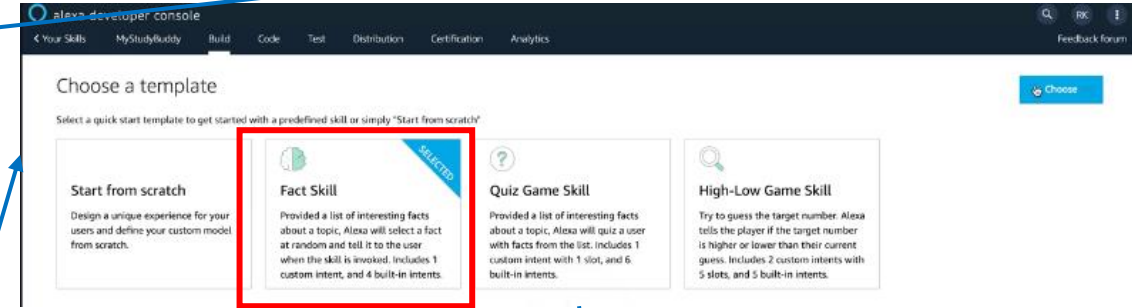 alexa developer console
RK
< Your Skills MyStudyBuddy Build Code Test Distribution Certification Analytics Feedback forum
Choose a template
Choose
Select a quick start template to get started with a predefined skill or simply "Start from scratch"
Start from scratch
Design a unique experience for your
users and define your custom model
from scratch.
SELECTED
Fact Skill
Provided a list of interesting facts
about a topic, Alexa will select a fact
at random and tell it to the user
when the skill is invoked. Includes 1
custom intent, and 4 built-in intents.
?
Quiz Game Skill
Provided a list of interesting facts
about a topic, Alexa will quiz a user
with facts from the list. Includes 1
custom intent with 1 slot, and 6
built-in intents.
High-Low Game Skill
Try to guess the target number. Alexa
tells the player if the target number
is higher or lower than their current
guess. Includes 2 custom intents with
5 slots, and 5 built-in intents.